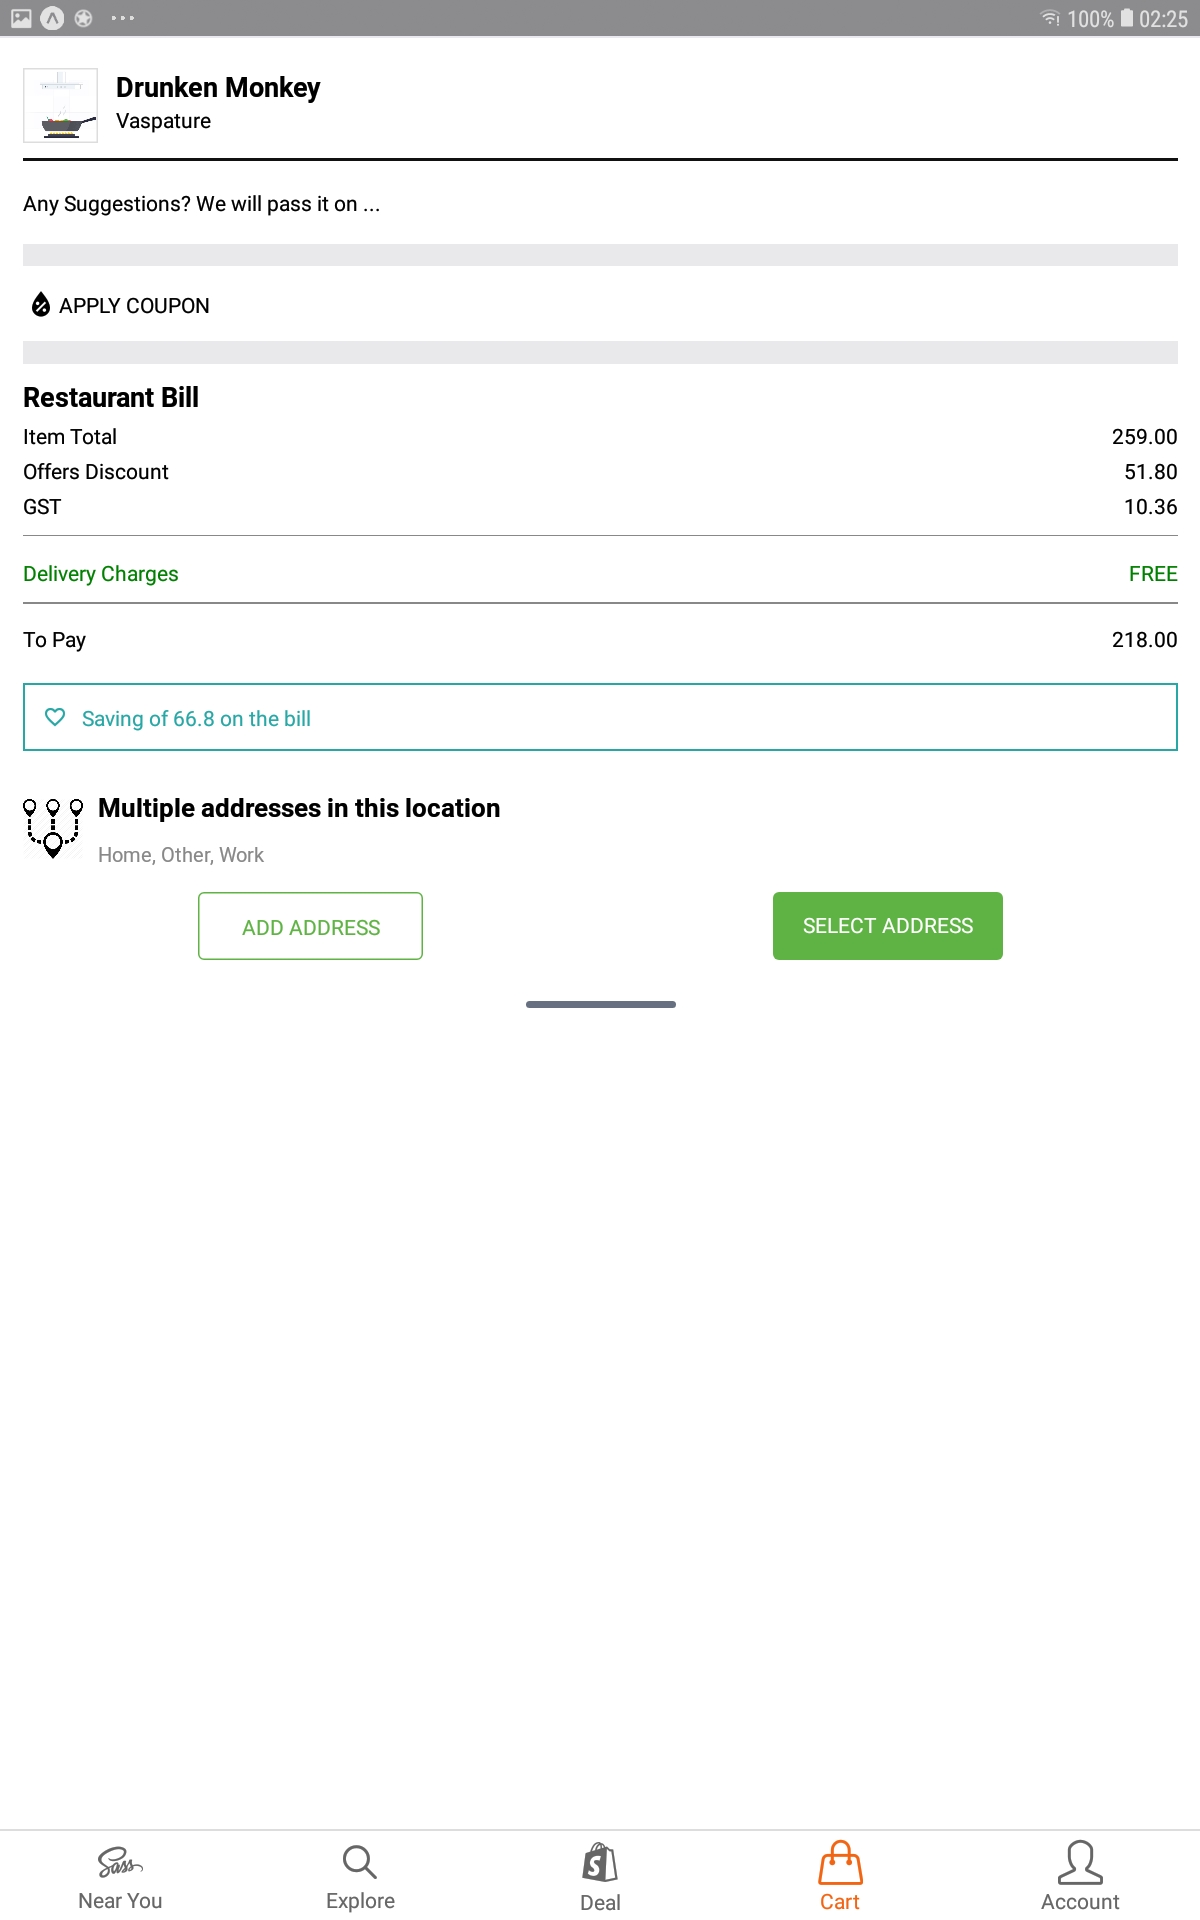 100% 02:25
Drunken Monkey
Vaspature
Any Suggestions? We will pass it on ...
APPLY COUPON
Restaurant Bill
Item Total 259.00
Offers Discount 51.80
GST 10.36
Delivery Charges FREE
To Pay 218.00
Saving of 66.8 on the bill
Multiple addresses in this location
Home, Other, Work
ADD ADDRESS SELECT ADDRESS
Sass
S
Near You Explore Deal Cart Account